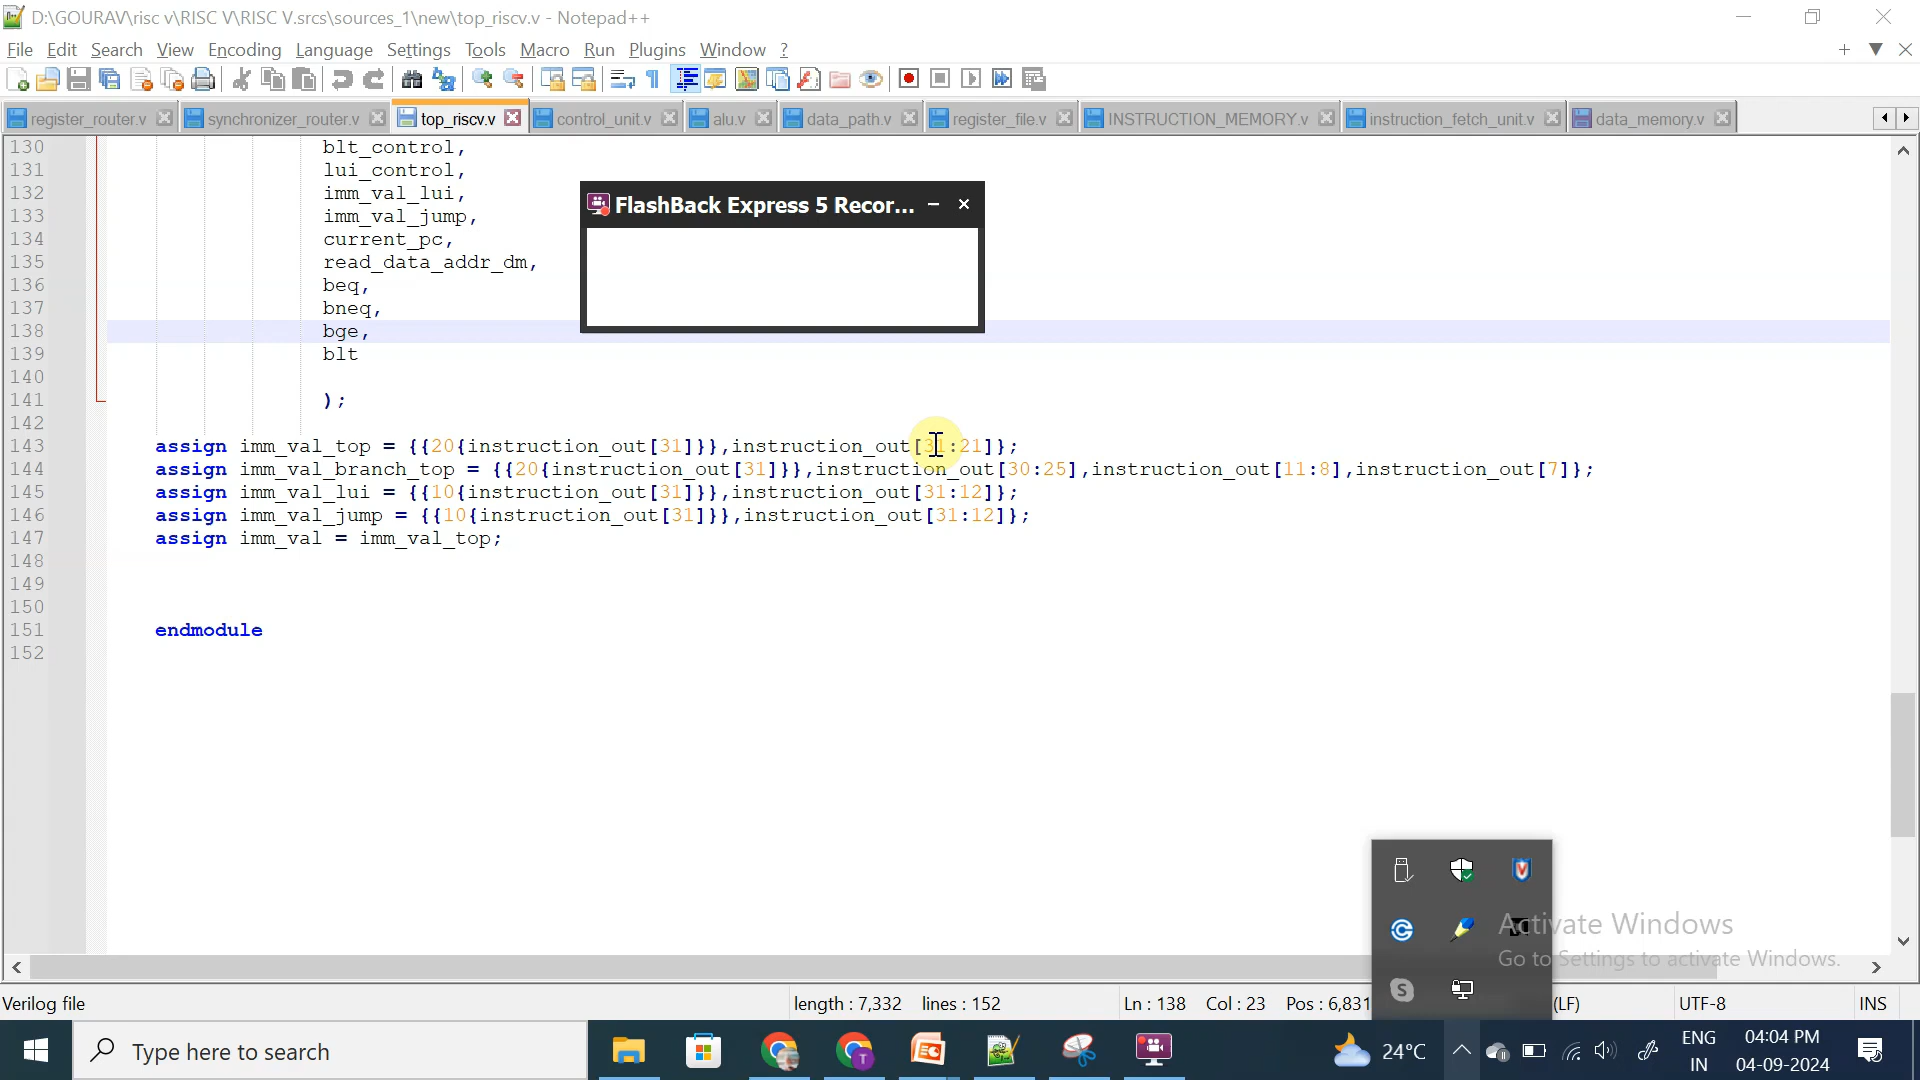 D:\GOURAV\risc v\RISC V\RISC V.srcs\sources_1\new\top_riscv.v - Notepad++
File Edit Search View Encoding Language Settings Tools Macro Run Plugins Window ?
register_router.v synchronizer_router.v top_riscv.v control_unit.v alu.v data_path.v register_file.v INSTRUCTION_MEMORY.v instruction_fetch_unit.v data_memory.v
130 blt_control,
131 lui_control,
132 imm_val_lui,
133 imm_val_jump,
134 current_pc,
135 read_data_addr_dm,
136 beq,
137 bneq,
138 bge,
139 blt
140
141 );
142
143 assign imm_val_top = {{20{instruction_out[31]}},instruction_out[31:21]};
144 assign imm_val_branch_top = {{20{instruction_out[31]}},instruction_out[30:25],instruction_out[11:8],instruction_out[7]};
145 assign imm_val_lui = {{10{instruction_out[31]}},instruction_out[31:12]};
146 assign imm_val_jump = {{10{instruction_out[31]}},instruction_out[31:12]};
147 assign imm_val = imm_val_top;
148
149
150
151 endmodule
152
FlashBack Express 5 Recor...
Activate Windows
Go to Settings to activate Windows.
Verilog file length : 7,332 lines : 152 Ln : 138 Col : 23 Pos : 6,831 (LF) UTF-8 INS
Type here to search
24°C
ENG
IN
04:04 PM
04-09-2024